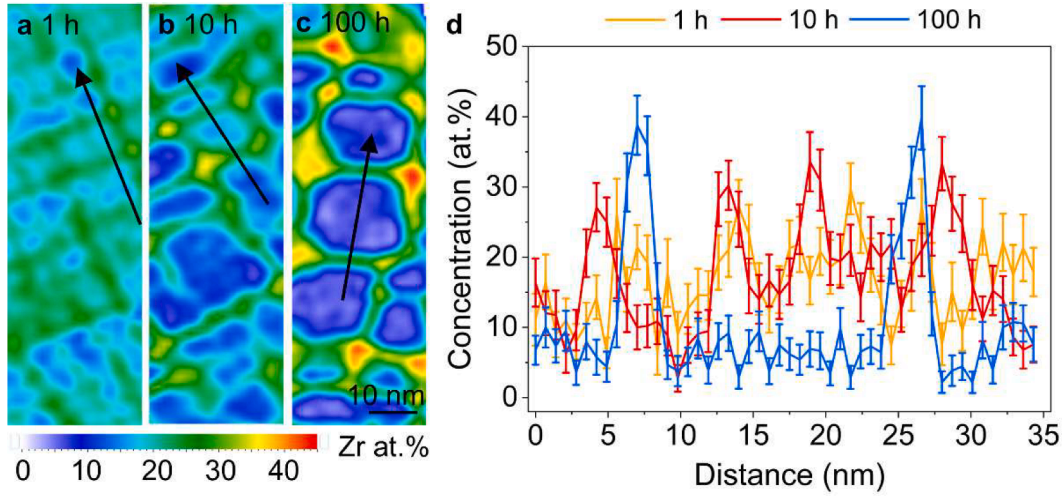 a 1 h
b 10 h
c 100 h
10 nm
0 10 20 30 40 Zr at.%
d
1 h 10 h 100 h
Concentration (at.%)
50
40
30
20
10
0
0 5 10 15 20 25 30 35
Distance (nm)